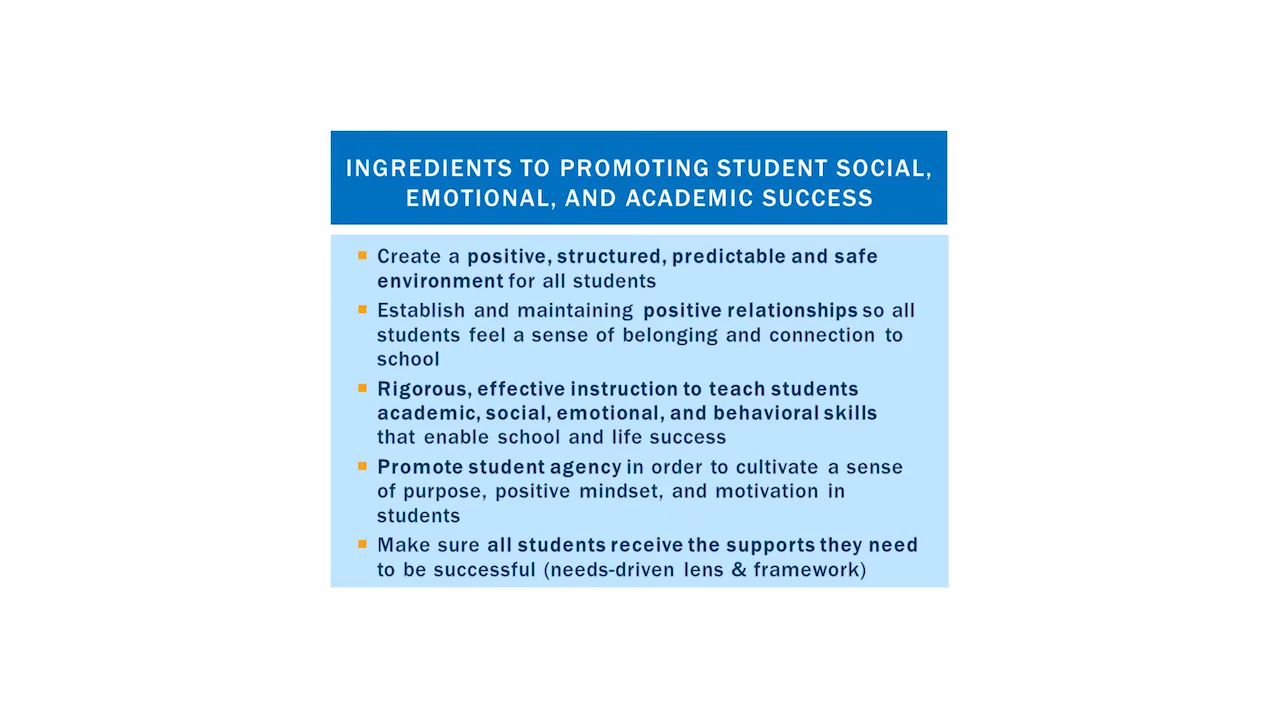 INGREDIENTS TO PROMOTING STUDENT SOCIAL,
EMOTIONAL, AND ACADEMIC SUCCESS
Create a positive, structured, predictable and safe
environment for all students
Establish and maintaining positive relationships so all
students feel a sense of belonging and connection to
school
Rigorous, effective instruction to teach students
academic, social, emotional, and behavioral skills
that enable school and life success
Promote student agency in order to cultivate a sense
of purpose, positive mindset, and motivation in
students
Make sure all students receive the supports they need
to be successful (needs-driven lens & framework)